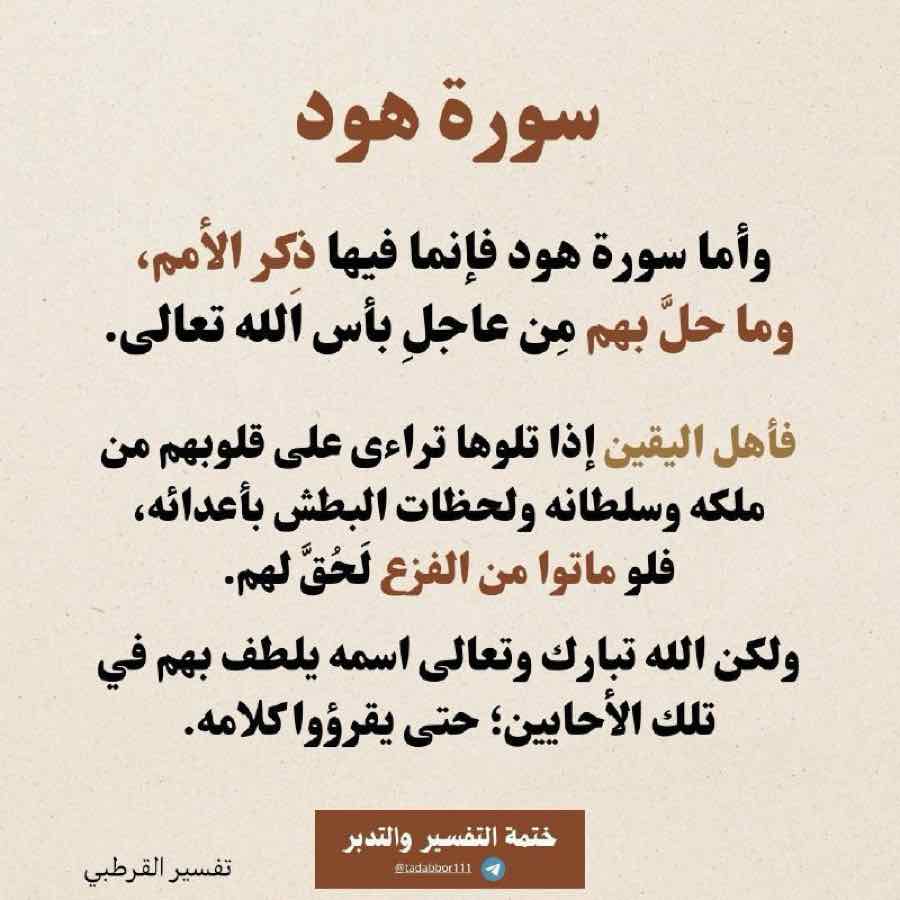 سورة هود
وأما سورة هود فإنما فيها ذكر الأمم،
وما حلَّ بهم مِن عاجلِ بأس الله تعالى.
فأهل اليقين إذا تلوها تراءى على قلوبهم من
ملكه وسلطانه ولحظات البطش بأعدائه،
فلو ماتوا من الفزع لَحُقَّ لهم.
ولكن الله تبارك وتعالى اسمه يلطف بهم في
تلك الأحايين؛ حتى يقرؤوا كلامه.
ختمة التفسير والتدبر
@tadabbor111
تفسير القرطبي